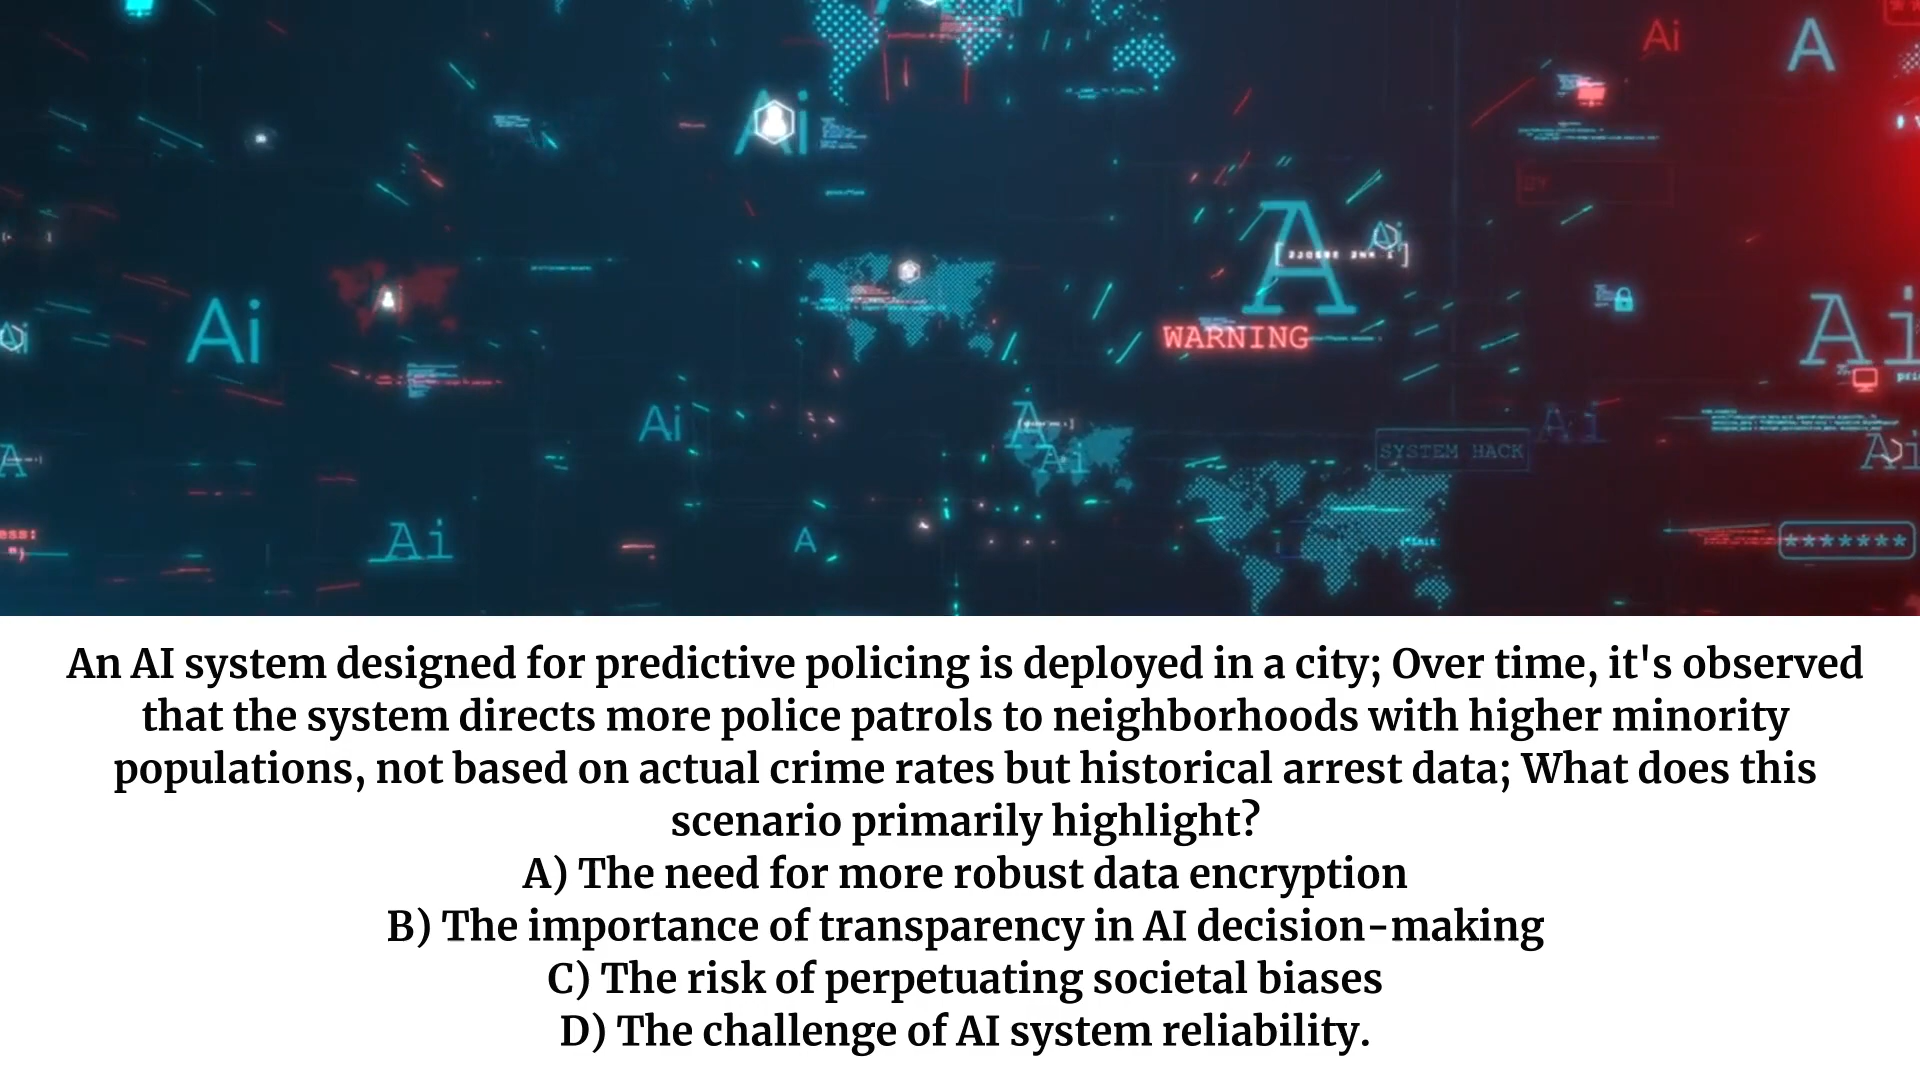 Ai
A
Ai
WARNING
A
Ai
Ai
Ai
Ai
A
Ai
SYSTEM HACK
Ai
Ai
A
*******
An AI system designed for predictive policing is deployed in a city; Over time, it's observed
that the system directs more police patrols to neighborhoods with higher minority
populations, not based on actual crime rates but historical arrest data; What does this
scenario primarily highlight?
A) The need for more robust data encryption
B) The importance of transparency in AI decision-making
C) The risk of perpetuating societal biases
D) The challenge of AI system reliability.